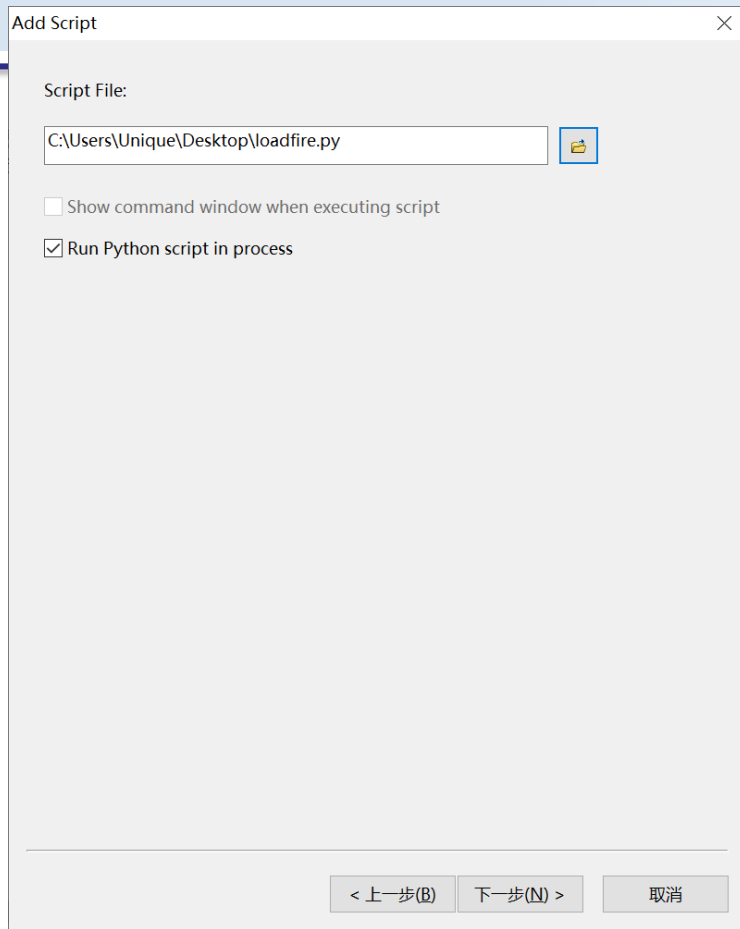 Add Script
Script File:
C:\Users\Unique\Desktop\loadfire.py
Show command window when executing script
Run Python script in process
< 上一步(B)
下一步(N) >
取消